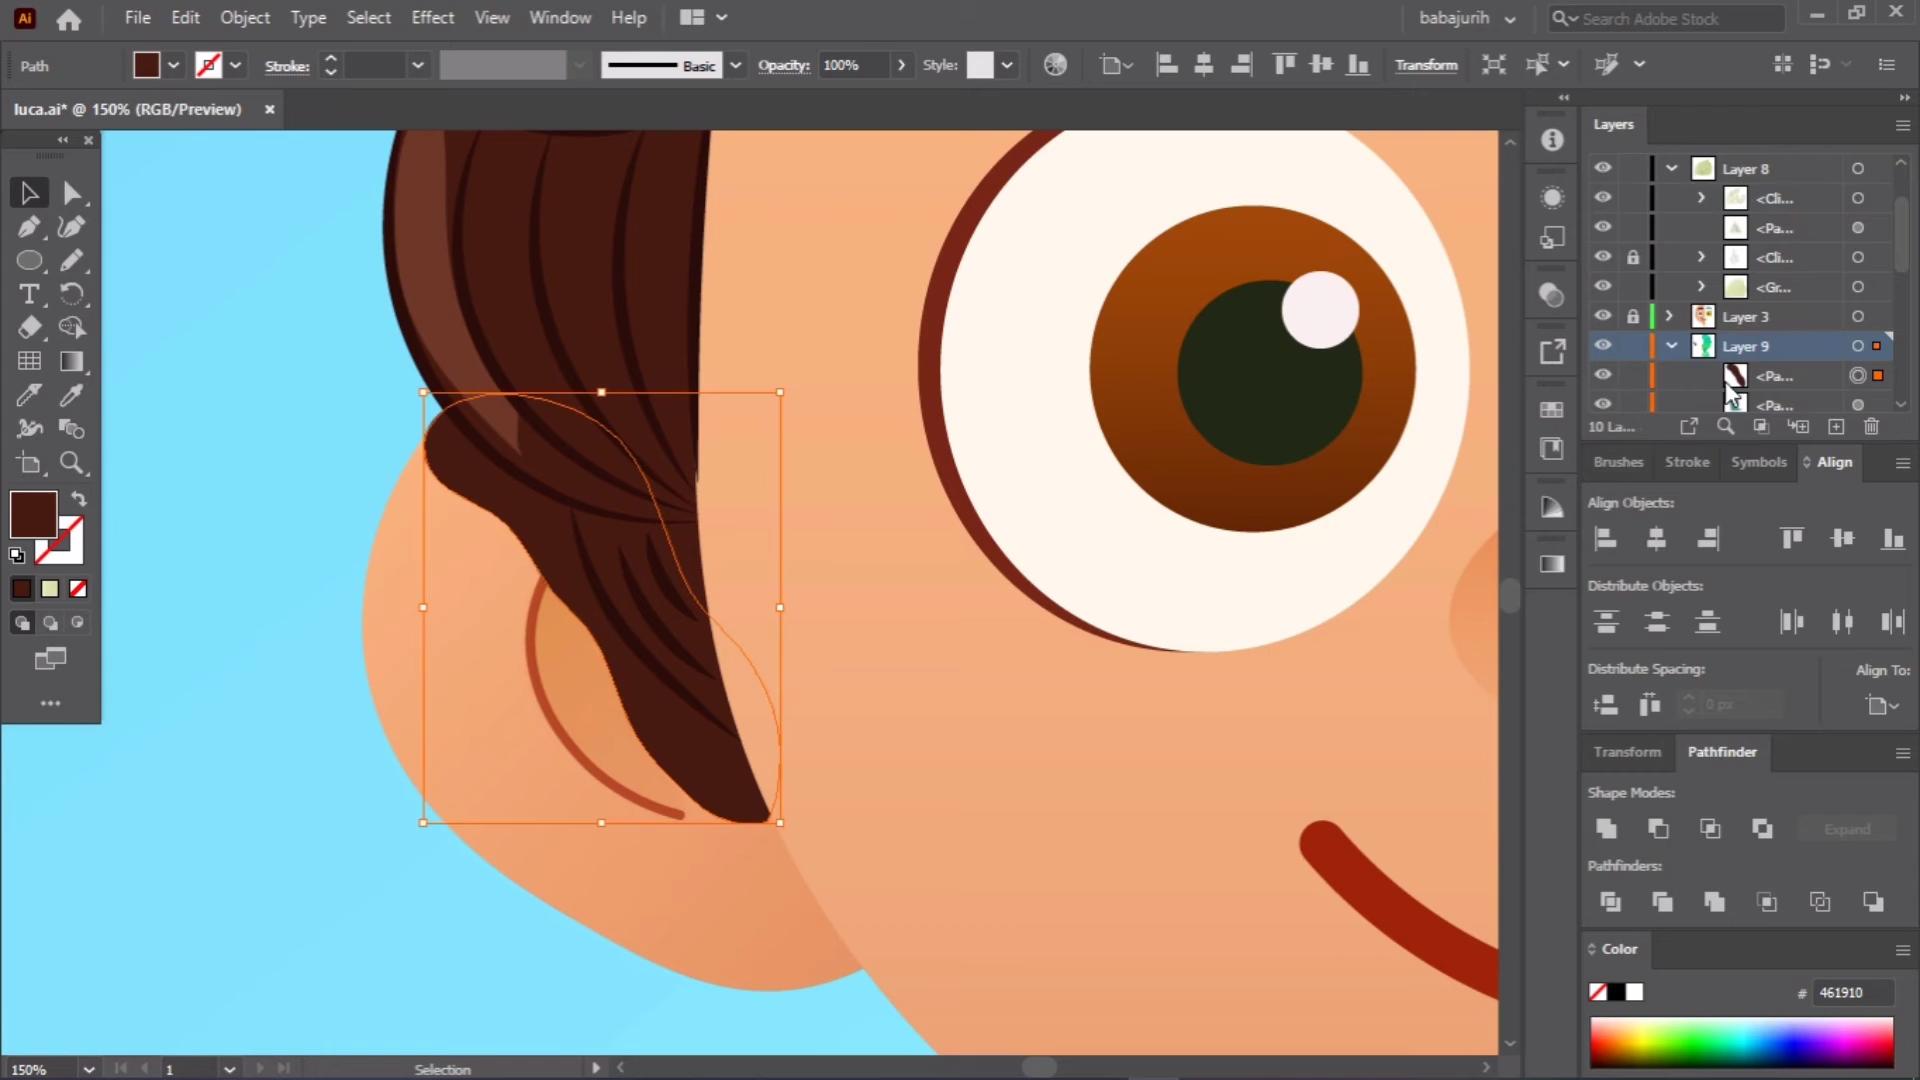 Ai File Edit Object Type Select Effect View Window Help babajurih Search Adobe Stock
Path Stroke: Basic Opacity: 100% Style: Transform
luca.ai* @ 150% (RGB/Preview)
Layers
Layer 8
<Cli...
<Pa...
<Cli...
<Gr...
Layer 3
Layer 9
<Pa...
<Pa...
10 La...
Brushes Stroke Symbols Align
Align Objects:
Distribute Objects:
Distribute Spacing: Align To:
0 px
Transform Pathfinder
Shape Modes:
Expand
Pathfinders:
Color
# 461910
150% 1 Selection